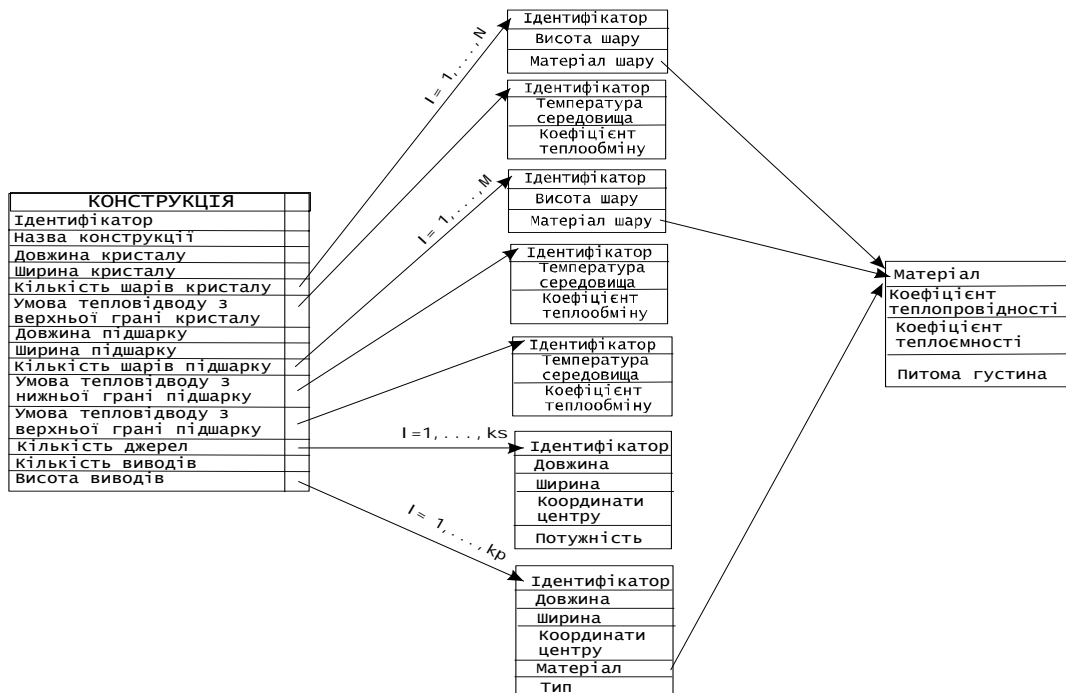 КОНСТРУКЦІЯ
Ідентифікатор
Назва конструкції
Довжина кристалу
Ширина кристалу
Кількість шарів кристалу
Умова тепловідводу з
верхньої грані кристалу
Довжина підшарку
Ширина підшарку
Кількість шарів підшарку
Умова тепловідводу з
нижньої грані підшарку
Умова тепловідводу з
верхньої грані підшарку
Кількість джерел
Кількість виводів
Висота виводів
I= 1,...,N
I= 1,...,M
I=1,...,ks
I= 1,...,kp
Ідентифікатор
Висота шару
Матеріал шару
Ідентифікатор
Температура
середовища
Коефіцієнт
теплообміну
Ідентифікатор
Висота шару
Матеріал шару
Ідентифікатор
Температура
середовища
Коефіцієнт
теплообміну
Ідентифікатор
Температура
середовища
Коефіцієнт
теплообміну
Ідентифікатор
Довжина
Ширина
Координати
центру
Потужність
Ідентифікатор
Довжина
Ширина
Координати
центру
Матеріал
Тип
Матеріал
Коефіцієнт
теплопровідності
Коефіцієнт
теплоємності
Питома густина